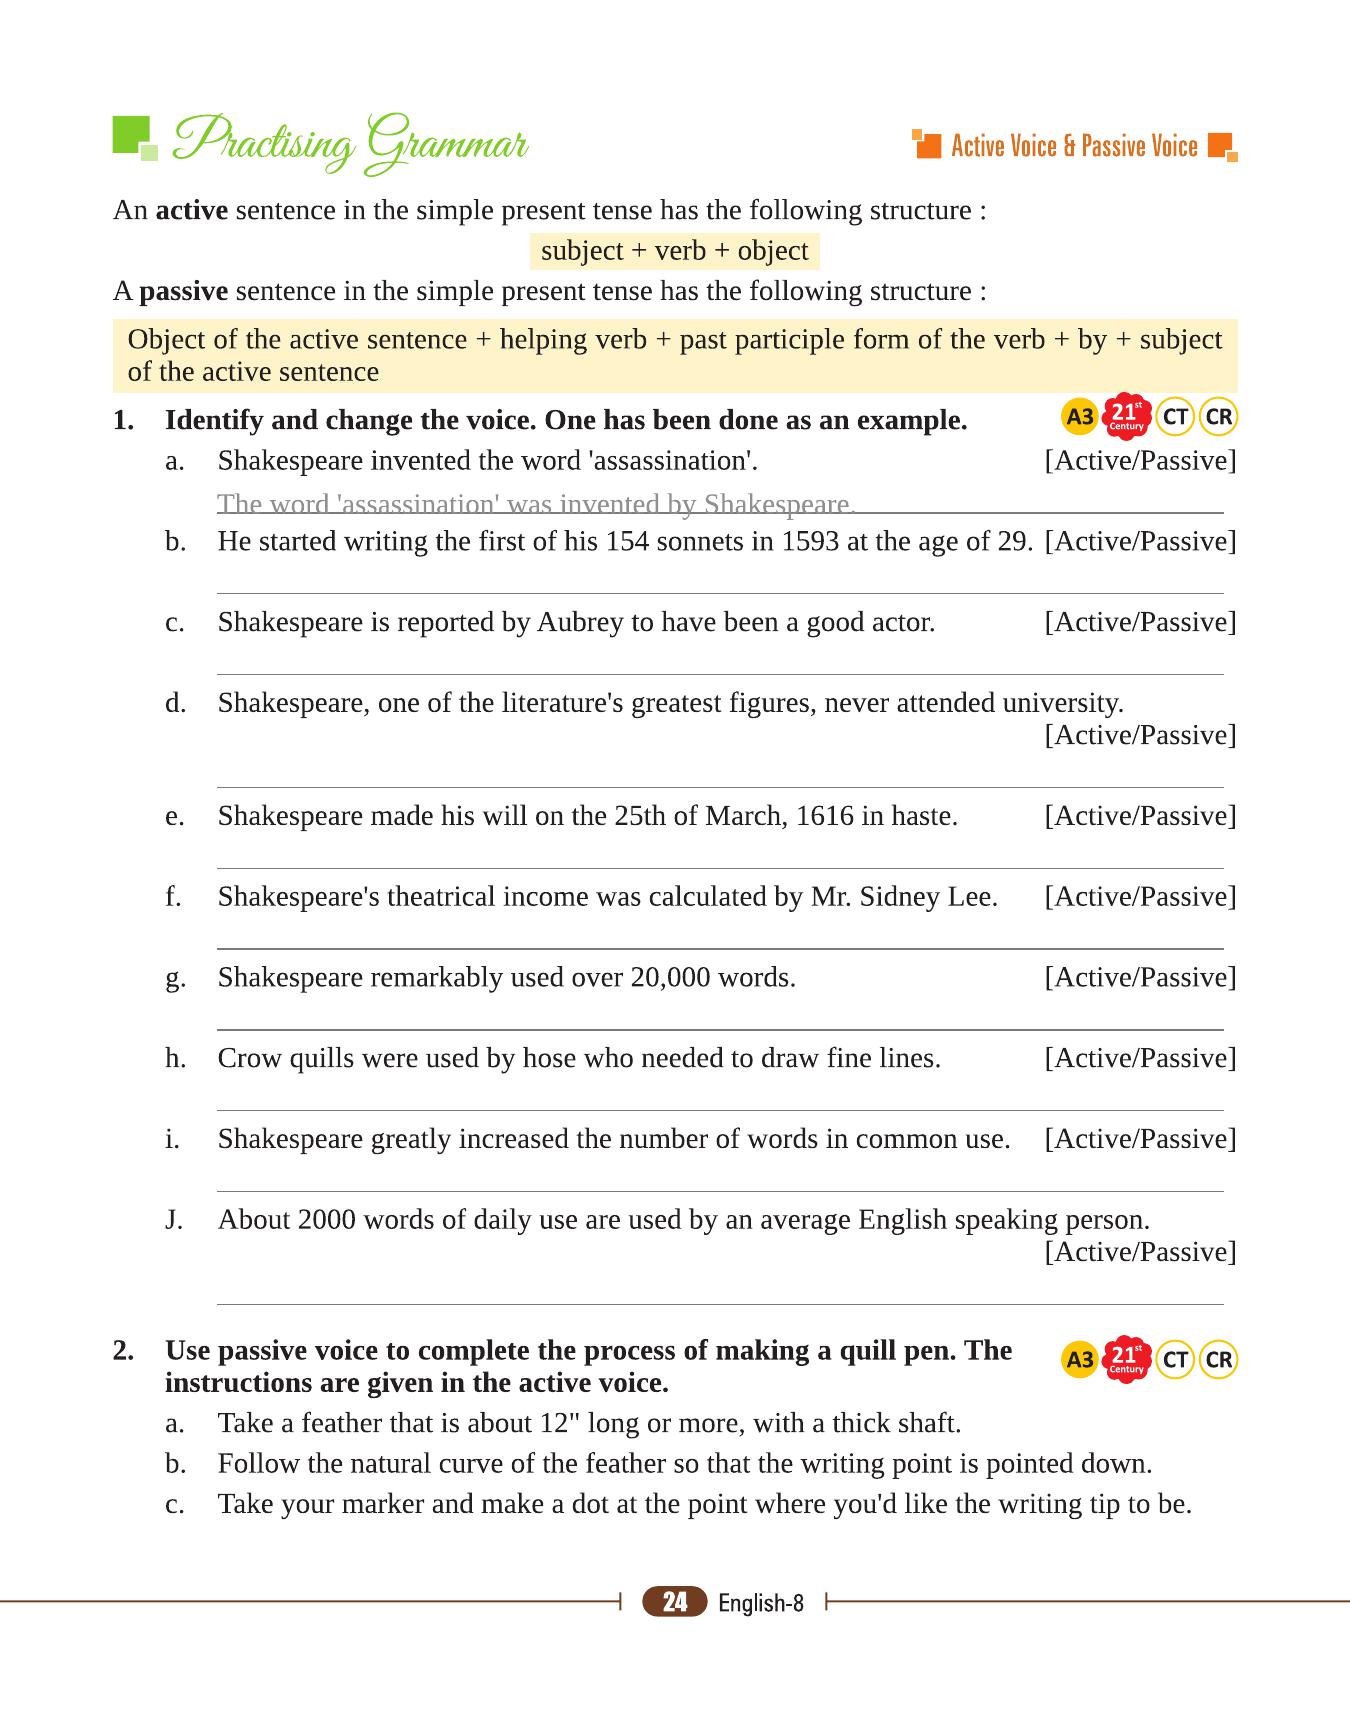 Practising Grammar
Active Voice & Passive Voice
An active sentence in the simple present tense has the following structure :
subject + verb + object
A passive sentence in the simple present tense has the following structure :
Object of the active sentence + helping verb + past participle form of the verb + by + subject
of the active sentence
1. Identify and change the voice. One has been done as an example. A3 21st Century CT CR
a. Shakespeare invented the word 'assassination'. [Active/Passive]
The word 'assassination' was invented by Shakespeare.
b. He started writing the first of his 154 sonnets in 1593 at the age of 29. [Active/Passive]
c. Shakespeare is reported by Aubrey to have been a good actor. [Active/Passive]
d. Shakespeare, one of the literature's greatest figures, never attended university.
[Active/Passive]
e. Shakespeare made his will on the 25th of March, 1616 in haste. [Active/Passive]
f. Shakespeare's theatrical income was calculated by Mr. Sidney Lee. [Active/Passive]
g. Shakespeare remarkably used over 20,000 words. [Active/Passive]
h. Crow quills were used by hose who needed to draw fine lines. [Active/Passive]
i. Shakespeare greatly increased the number of words in common use. [Active/Passive]
J. About 2000 words of daily use are used by an average English speaking person.
[Active/Passive]
2. Use passive voice to complete the process of making a quill pen. The A3 21st Century CT CR
instructions are given in the active voice.
a. Take a feather that is about 12" long or more, with a thick shaft.
b. Follow the natural curve of the feather so that the writing point is pointed down.
c. Take your marker and make a dot at the point where you'd like the writing tip to be.
24 English-8